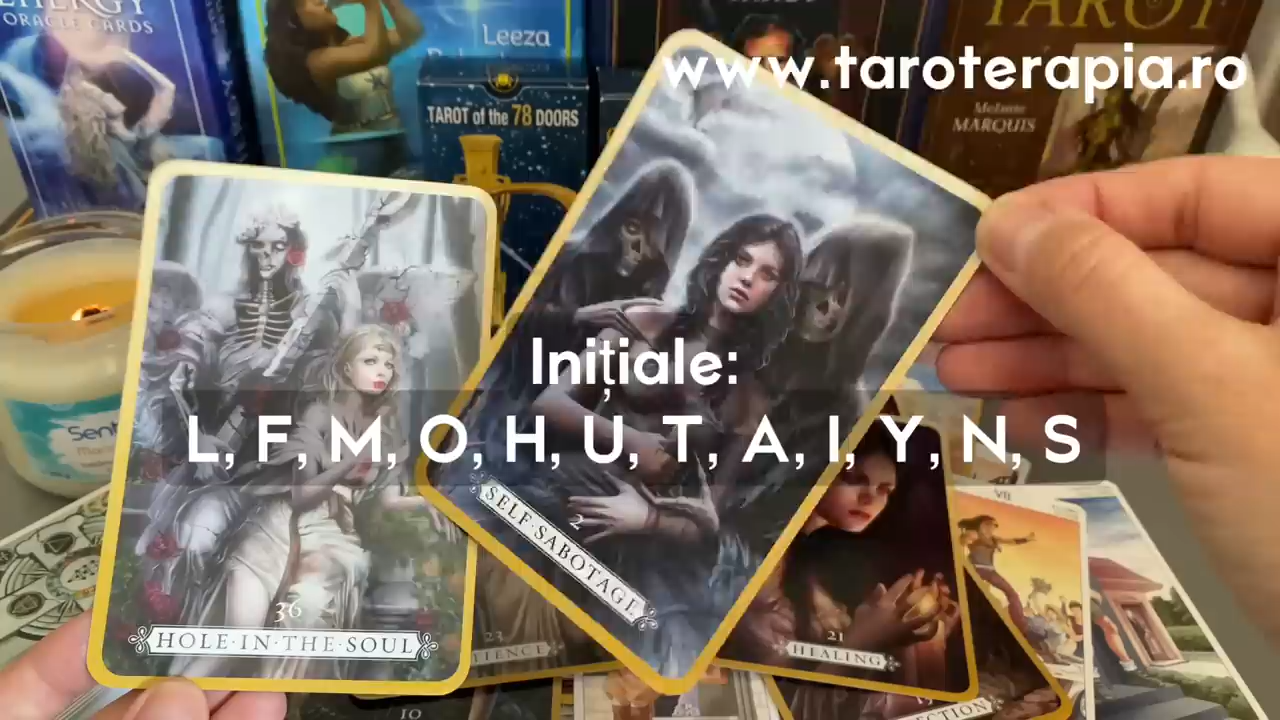 ENERGY
ORACLE CARDS
Leeza
TAROT of the 78 DOORS
TAROT
Melanie
MARQUIS
www.taroterapia.ro
Inițiale:
L, F, M, O, H, U, T, A, I, Y, N, S
VII
2
SELF·SABOTAGE
36
HOLE·IN·THE·SOUL
23
21
HEALING
10